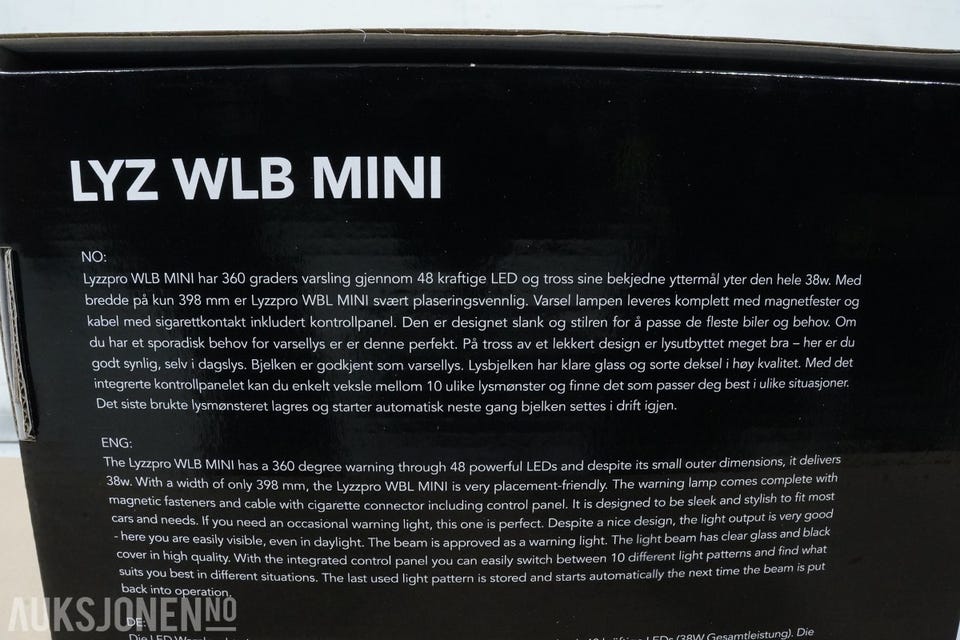 LYZ WLB MINI
NO:
Lyzzpro WLB MINI har 360 graders varsling gjennom 48 kraftige LED og tross sine bekjedne yttermål yter den hele 38w. Med
bredde på kun 398 mm er Lyzzpro WBL MINI svært plaseringsvennlig. Varsel lampen leveres komplett med magnetfester og
kabel med sigarettkontakt inkludert kontrollpanel. Den er designet slank og stilren for å passe de fleste biler og behov. Om
du har et sporadisk behov for varsellys er er denne perfekt. På tross av et lekkert design er lysutbyttet meget bra – her er du
godt synlig, selv i dagslys. Bjelken er godkjent som varsellys. Lysbjelken har klare glass og sorte deksel i høy kvalitet. Med det
integrerte kontrollpanelet kan du enkelt veksle mellom 10 ulike lysmønster og finne det som passer deg best i ulike situasjoner.
Det siste brukte lysmønsteret lagres og starter automatisk neste gang bjelken settes i drift igjen.
ENG:
The Lyzzpro WLB MINI has a 360 degree warning through 48 powerful LEDs and despite its small outer dimensions, it delivers
38w. With a width of only 398 mm, the Lyzzpro WBL MINI is very placement-friendly. The warning lamp comes complete with
magnetic fasteners and cable with cigarette connector including control panel. It is designed to be sleek and stylish to fit most
cars and needs. If you need an occasional warning light, this one is perfect. Despite a nice design, the light output is very good
- here you are easily visible, even in daylight. The beam is approved as a warning light. The light beam has clear glass and black
cover in high quality. With the integrated control panel you can easily switch between 10 different light patterns and find what
suits you best in different situations. The last used light pattern is stored and starts automatically the next time the beam is put
back into operation.
DE:
Die LED LEDs (38W Gesamtleistung). Die
AUKSJONEN.NO